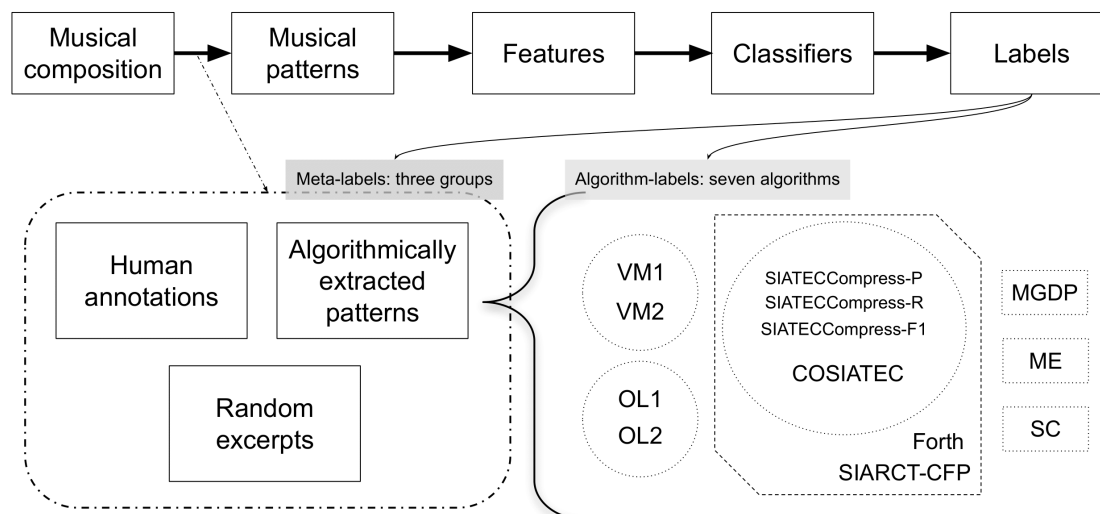 Musical
composition
Musical
patterns
Features
Classifiers
Labels
Meta-labels: three groups
Algorithm-labels: seven algorithms
Human
annotations
Algorithmically
extracted
patterns
Random
excerpts
VM1
VM2
OL1
OL2
SIATECCompress-P
SIATECCompress-R
SIATECCompress-F1
COSIATEC
Forth
SIARCT-CFP
MGDP
ME
SC